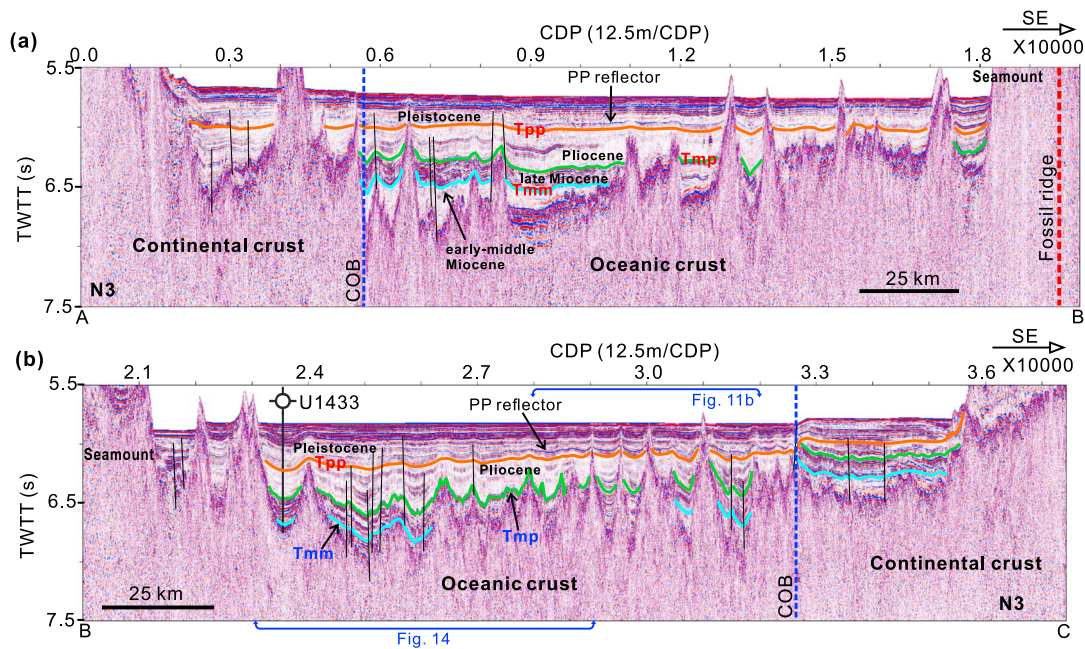 (a)
CDP (12.5m/CDP)
SE
X10000
0.0 0.3 0.6 0.9 1.2 1.5 1.8
5.5
6.5
7.5
TWTT (s)
PP reflector
Seamount
Pleistocene
Tpp
Pliocene
Tmp
late Miocene
Tmm
early-middle
Miocene
Continental crust
Oceanic crust
COB
Fossil ridge
25 km
N3
A
B
(b)
CDP (12.5m/CDP)
SE
X10000
2.1 2.4 2.7 3.0 3.3 3.6
5.5
6.5
7.5
TWTT (s)
U1433
PP reflector
Fig. 11b
Seamount
Pleistocene
Tpp
Pliocene
Tmm
Tmp
Oceanic crust
Continental crust
COB
25 km
N3
B
C
Fig. 14